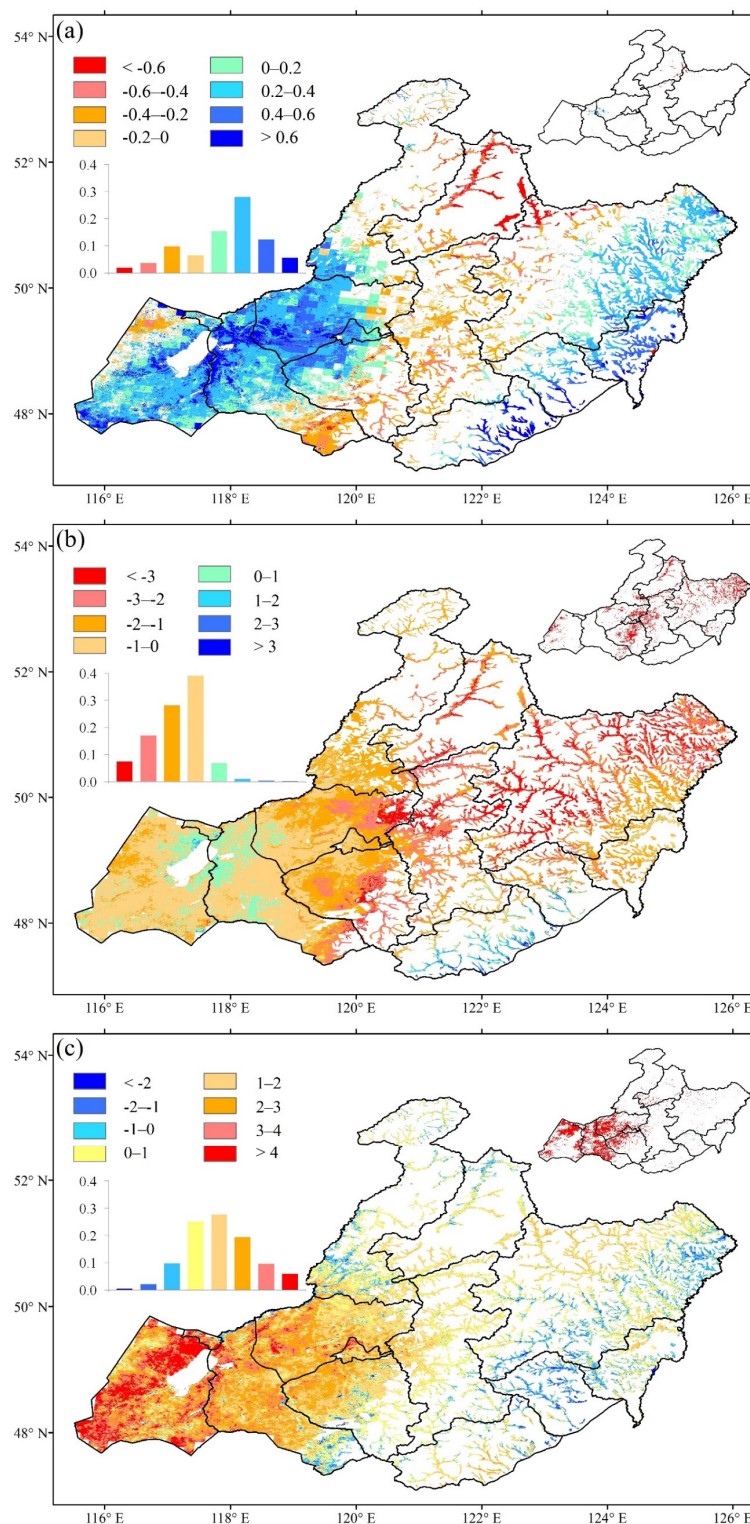 (a)
54° N
52° N
50° N
48° N
< -0.6
0–0.2
-0.6–-0.4
0.2–0.4
-0.4–-0.2
0.4–0.6
-0.2–0
> 0.6
0.4
0.3
0.2
0.1
0.0
116° E
118° E
120° E
122° E
124° E
126° E
(b)
54° N
52° N
50° N
48° N
< -3
0–1
-3–-2
1–2
-2–-1
2–3
-1–0
> 3
0.4
0.3
0.2
0.1
0.0
116° E
118° E
120° E
122° E
124° E
126° E
(c)
54° N
52° N
50° N
48° N
< -2
1–2
-2–-1
2–3
-1–0
3–4
0–1
> 4
0.4
0.3
0.2
0.1
0.0
116° E
118° E
120° E
122° E
124° E
126° E